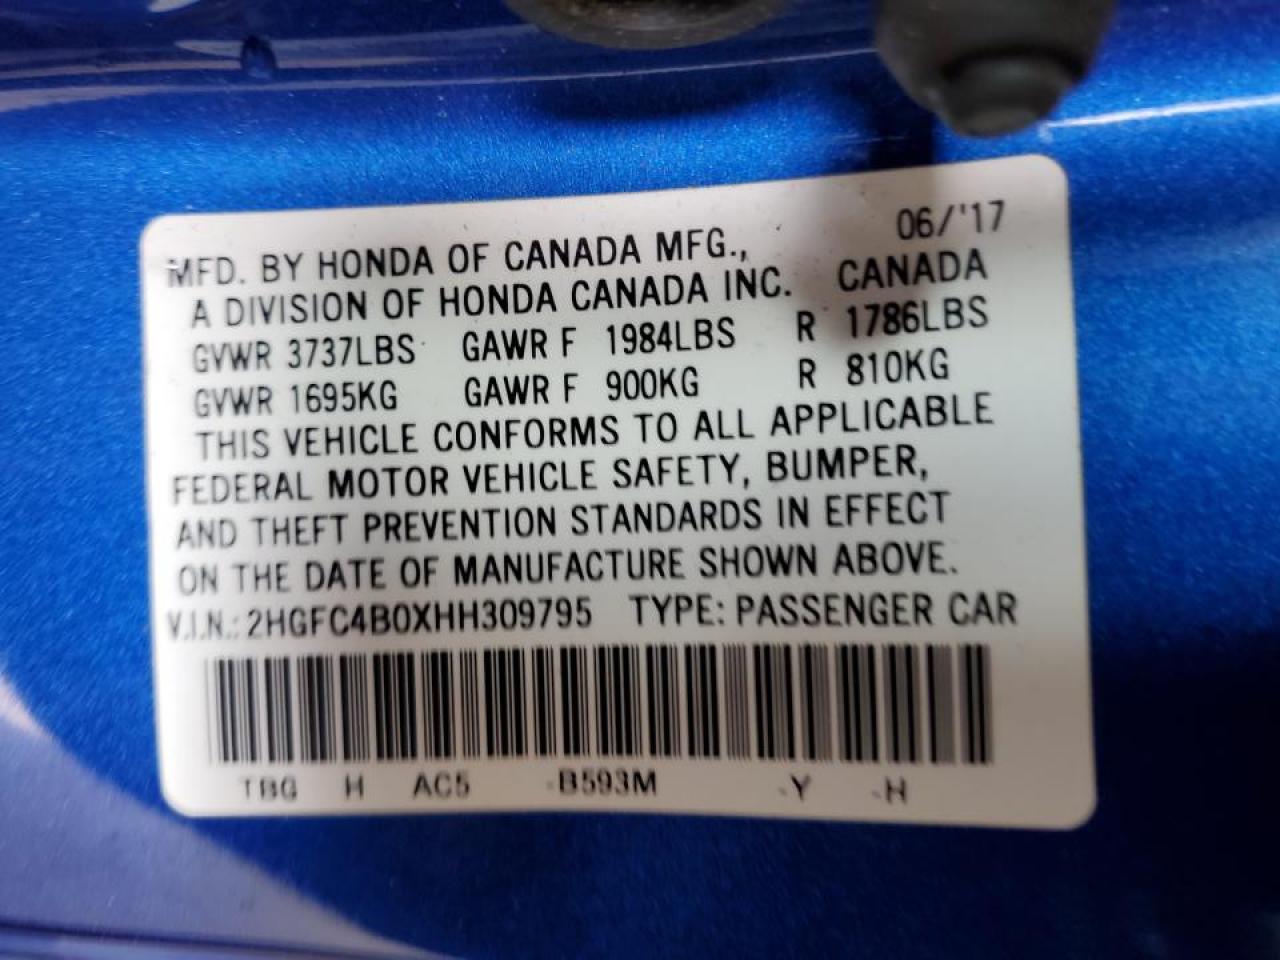 06/'17
MFD. BY HONDA OF CANADA MFG.,
A DIVISION OF HONDA CANADA INC. CANADA
GVWR 3737LBS GAWR F 1984LBS R 1786LBS
GVWR 1695KG GAWR F 900KG R 810KG
THIS VEHICLE CONFORMS TO ALL APPLICABLE
FEDERAL MOTOR VEHICLE SAFETY, BUMPER,
AND THEFT PREVENTION STANDARDS IN EFFECT
ON THE DATE OF MANUFACTURE SHOWN ABOVE.
V.I.N.: 2HGFC4B0XHH309795 TYPE: PASSENGER CAR
TBG H AC5 -B593M -Y -H